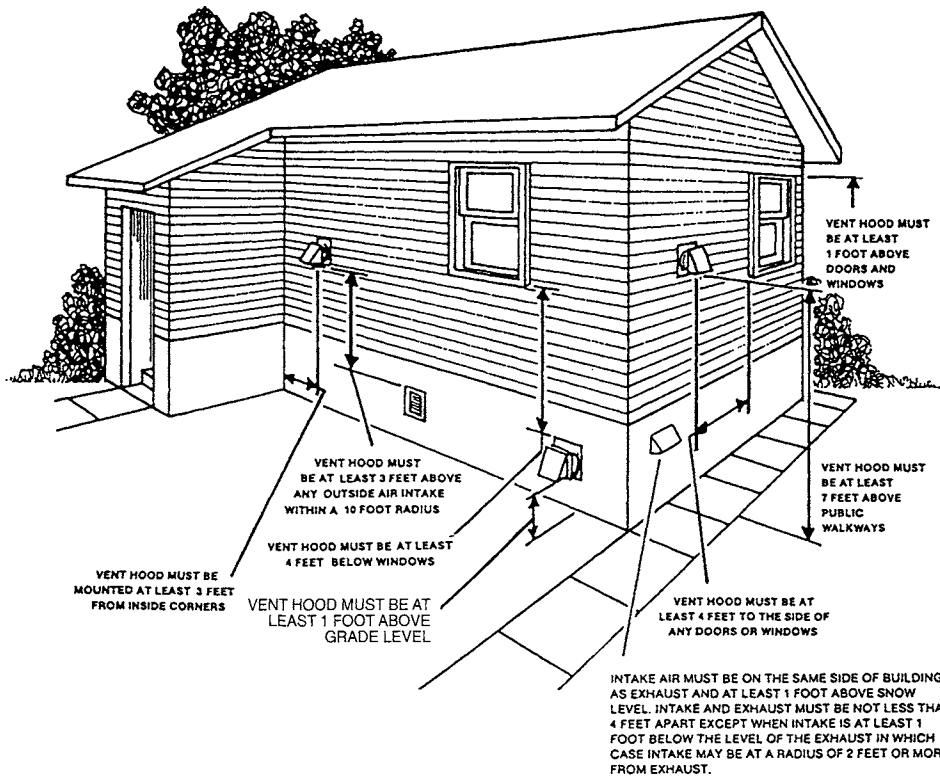 VENT HOOD MUST
BE AT LEAST
1 FOOT ABOVE
DOORS AND
WINDOWS
VENT HOOD MUST
BE AT LEAST 3 FEET ABOVE
ANY OUTSIDE AIR INTAKE
WITHIN A 10 FOOT RADIUS
VENT HOOD MUST
BE AT LEAST
7 FEET ABOVE
PUBLIC
WALKWAYS
VENT HOOD MUST BE AT LEAST
4 FEET BELOW WINDOWS
VENT HOOD MUST BE
MOUNTED AT LEAST 3 FEET
FROM INSIDE CORNERS
VENT HOOD MUST BE AT
LEAST 1 FOOT ABOVE
GRADE LEVEL
VENT HOOD MUST BE AT
LEAST 4 FEET TO THE SIDE OF
ANY DOORS OR WINDOWS
INTAKE AIR MUST BE ON THE SAME SIDE OF BUILDING
AS EXHAUST AND AT LEAST 1 FOOT ABOVE SNOW
LEVEL. INTAKE AND EXHAUST MUST BE NOT LESS THA
4 FEET APART EXCEPT WHEN INTAKE IS AT LEAST 1
FOOT BELOW THE LEVEL OF THE EXHAUST IN WHICH
CASE INTAKE MAY BE AT A RADIUS OF 2 FEET OR MOR
FROM EXHAUST.